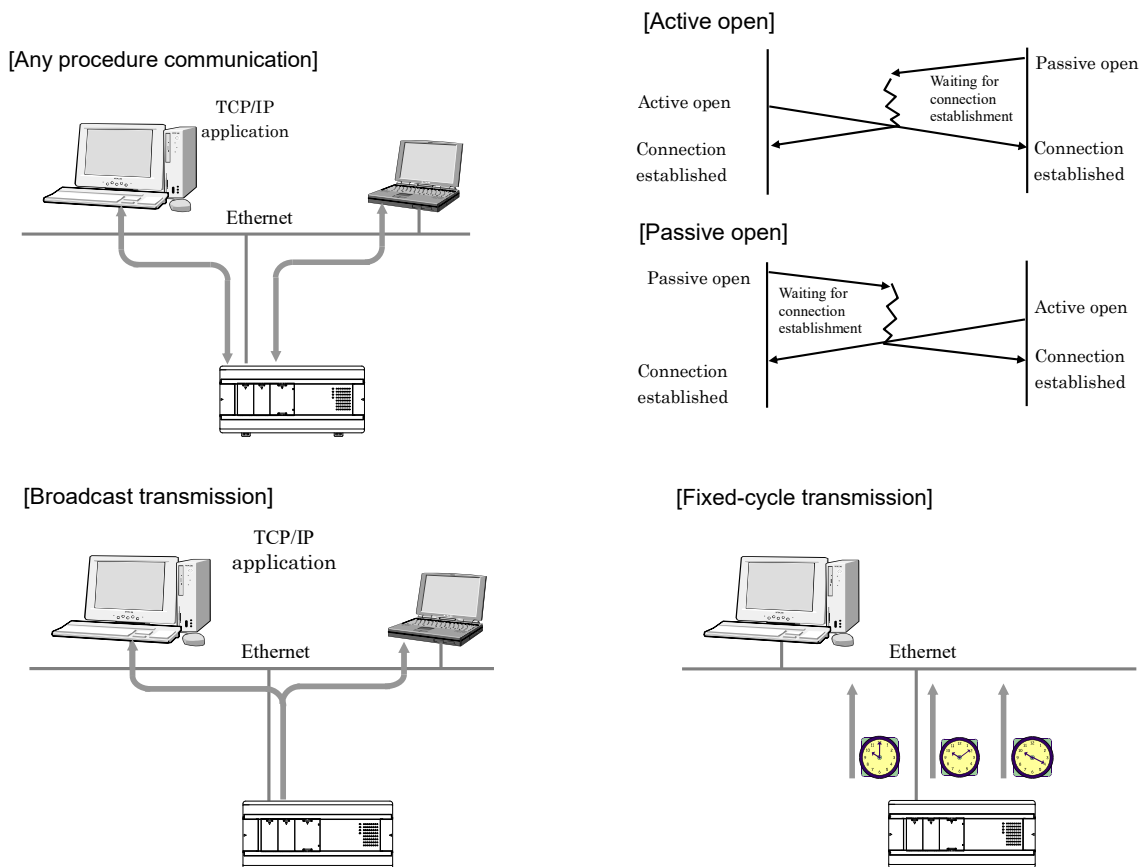 [Any procedure communication]
TCP/IP
application
Ethernet
[Active open]
Passive open
Waiting for
connection
establishment
Active open
Connection
established
Connection
established
[Passive open]
Passive open
Waiting for
connection
establishment
Active open
Connection
established
Connection
established
[Broadcast transmission]
TCP/IP
application
Ethernet
[Fixed-cycle transmission]
Ethernet